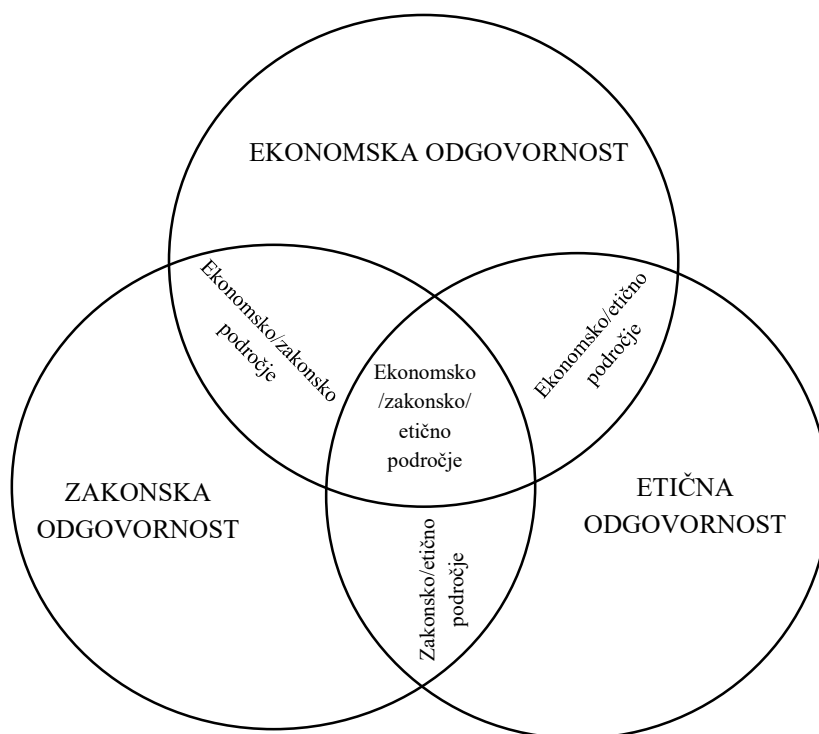 EKONOMSKA ODGOVORNOST
Ekonomsko/zakonsko
področje
Ekonomsko/etično
področje
Ekonomsko
/zakonsko/
etično
področje
ZAKONSKA
ODGOVORNOST
ETIČNA
ODGOVORNOST
Zakonsko/etično
področje